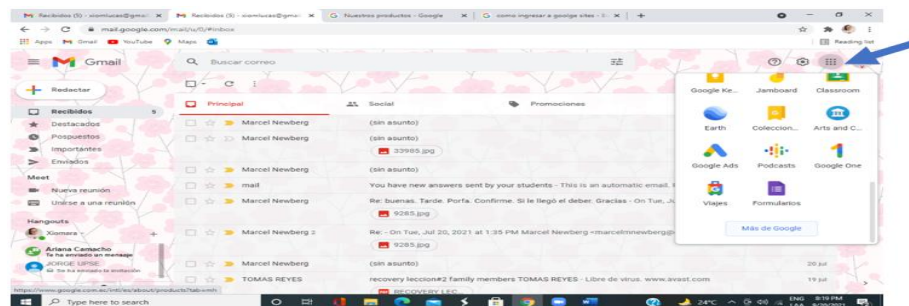 Recibidos (5) - xiomlucas@gmail
Recibidos (5) - xiomlucas@gmail
Nuestros productos - Google
como ingresar a goolge sites - B
mail.google.com/mail/u/0/#inbox
Apps Gmail YouTube Maps Reading list
Gmail Buscar correo
Redactar
Principal Social Promociones
Recibidos 5
Destacados
Pospuestos
Importantes
Enviados
Meet
Nueva reunión
Unirse a una reunión
Hangouts
Xiomara
Ariana Camacho
Te ha enviado un mensaje
JORGE UPSE
Se ha enviado la invitación
Marcel Newberg (sin asunto)
Marcel Newberg (sin asunto)
33985.jpg
Marcel Newberg (sin asunto)
mail You have new answers sent by your students - This is an automatic email.
Marcel Newberg Re: buenas. Tarde. Porfa. Confirme. Si le llegó el deber. Gracias - On Tue, Ju
9285.jpg
Marcel Newberg 2 Re: - On Tue, Jul 20, 2021 at 1:35 PM Marcel Newberg <marcelmnewberg@
9285.jpg
Marcel Newberg (sin asunto) 20 jul
TOMAS REYES recovery leccion#2 family members TOMAS REYES - Libre de virus. www.avast.com 19 jul
RECOVERY LEC...
Google Ke... Jamboard Classroom
Earth Coleccion... Arts and C...
Google Ads Podcasts Google One
Viajes Formularios
Más de Google
https://www.google.com.ec/intl/es/about/products?tab=mh
Type here to search
24°C
ENG
8:19 PM